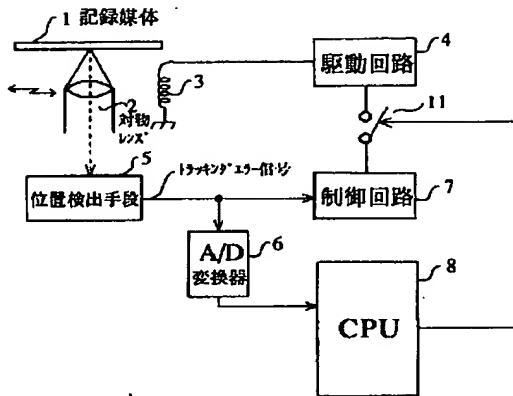 1 記録媒体
4
駆動回路
3
2
対物
レンズ
11
5
トラッキングエラー信号
位置検出手段
制御回路
7
6
A/D
変換器
8
CPU